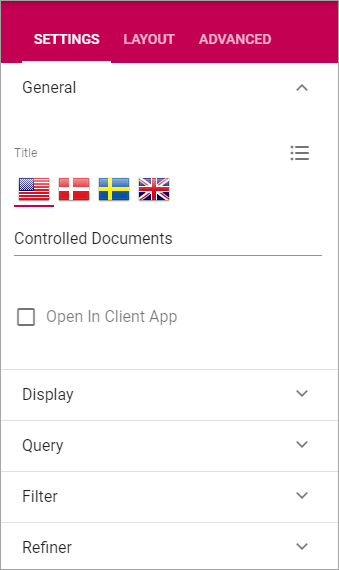 SETTINGS LAYOUT ADVANCED
General
Title
Controlled Documents
Open In Client App
Display
Query
Filter
Refiner